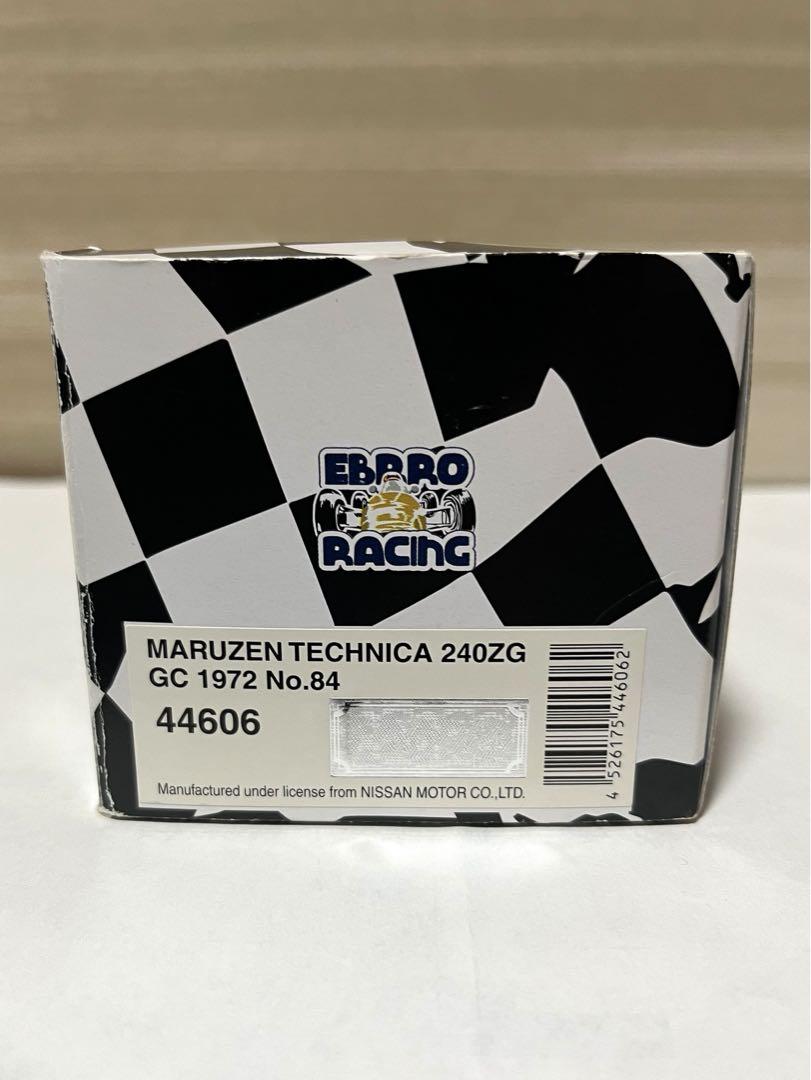 EBBRO
RACING
MARUZEN TECHNICA 240ZG
GC 1972 No.84
44606
Manufactured under license from NISSAN MOTOR CO.,LTD.
4 526175 446062